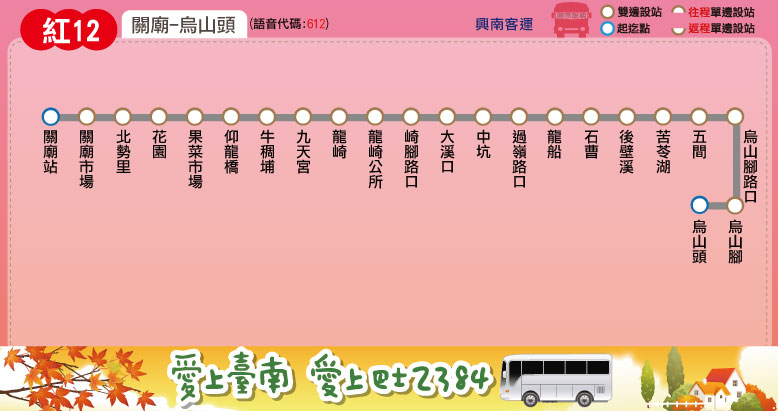 紅12
關廟-烏山頭
(語音代碼:612)
興南客運
雙邊設站
往程單邊設站
起迄點
返程單邊設站
關廟站
關廟市場
北勢里
花園
果菜市場
仰龍橋
牛稠埔
九天宮
龍崎
龍崎公所
崎腳路口
大溪口
中坑
過嶺路口
龍船
石曹
後壁溪
苦苓湖
五間
烏山腳路口
烏山腳
烏山頭
愛上臺南 愛上巴士2384